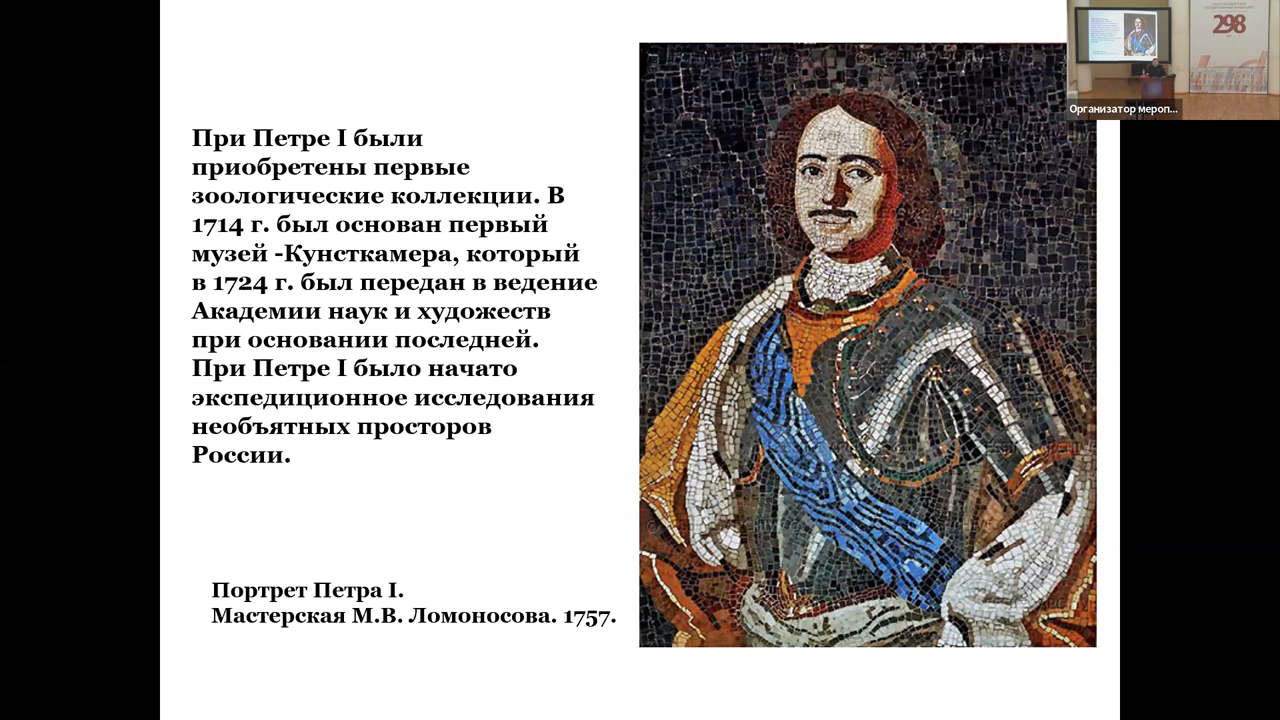 При Петре I были
приобретены первые
зоологические коллекции. В
1714 г. был основан первый
музей -Кунсткамера, который
в 1724 г. был передан в ведение
Академии наук и художеств
при основании последней.
При Петре I было начато
экспедиционное исследования
необъятных просторов
России.
Портрет Петра I.
Мастерская М.В. Ломоносова. 1757.
298
Организатор мероп...